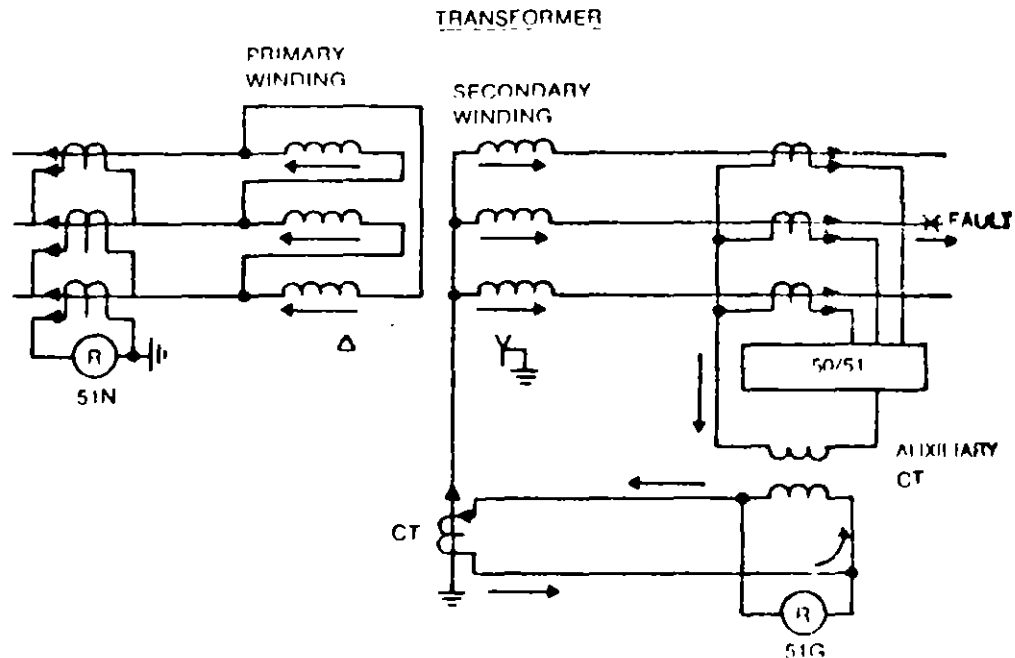 TRANSFORMER
PRIMARY
WINDING
SECONDARY
WINDING
FAULT
R
51N
Δ
50/51
AUXILIARY
CT
CT
R
51G